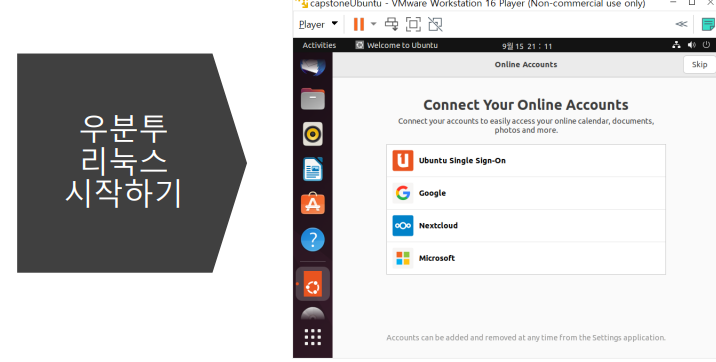 우분투
리눅스
시작하기
capstoneUbuntu - VMware Workstation 16 Player (Non-commercial use only)
Player
Activities Welcome to Ubuntu 9월 15 21 : 11
Online Accounts Skip
Connect Your Online Accounts
Connect your accounts to easily access your online calendar, documents,
photos and more.
Ubuntu Single Sign-On
Google
Nextcloud
Microsoft
Accounts can be added and removed at any time from the Settings application.